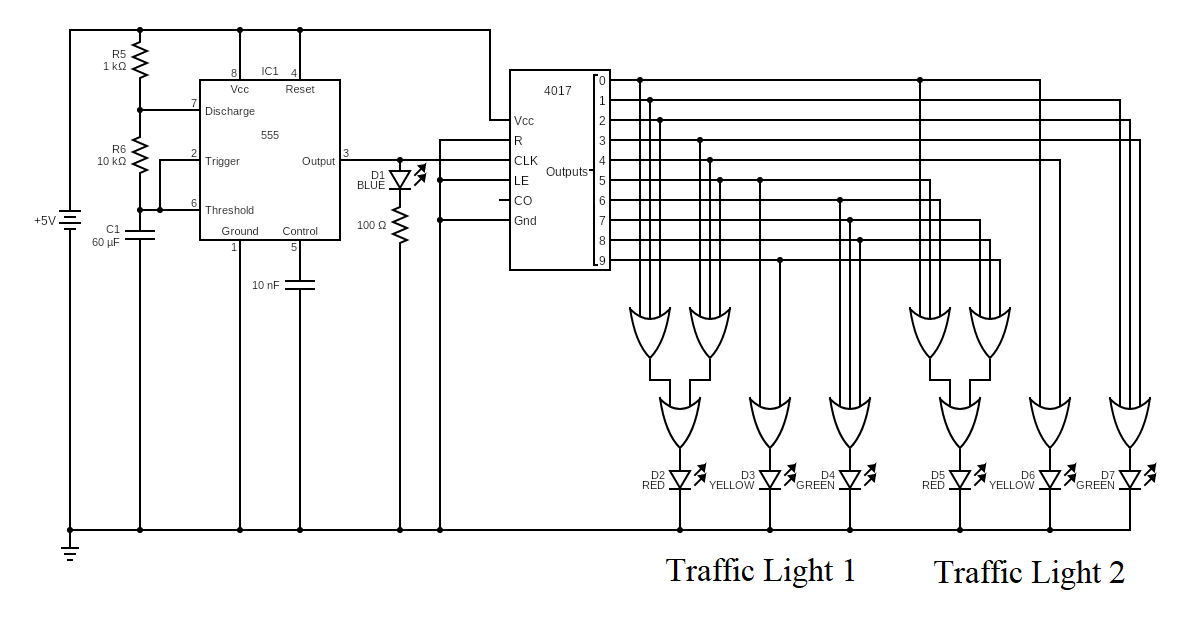 R5
1 kΩ
R6
10 kΩ
+5V
C1
60 µF
8
IC1
4
Vcc
Reset
7
Discharge
555
2
Trigger
Output
3
6
Threshold
Ground
Control
1
5
10 nF
D1
BLUE
100 Ω
4017
Vcc
R
CLK
LE
CO
Gnd
Outputs
0
1
2
3
4
5
6
7
8
9
D2
RED
D3
YELLOW
D4
GREEN
D5
RED
D6
YELLOW
D7
GREEN
Traffic Light 1
Traffic Light 2